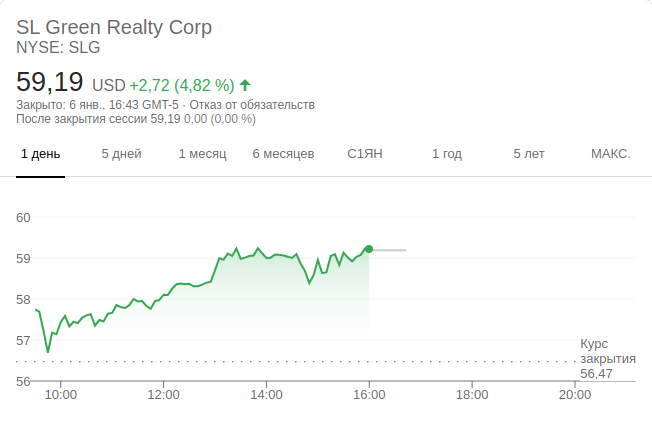 SL Green Realty Corp
NYSE: SLG
59,19 USD +2,72 (4,82 %)
Закрыто: 6 янв., 16:43 GMT-5 · Отказ от обязательств
После закрытия сессии 59,19 0,00 (0,00 %)
1 день 5 дней 1 месяц 6 месяцев С1ЯН 1 год 5 лет МАКС.
60
59
58
57
Курс
закрытия
56,47
56
10:00 12:00 14:00 16:00 18:00 20:00